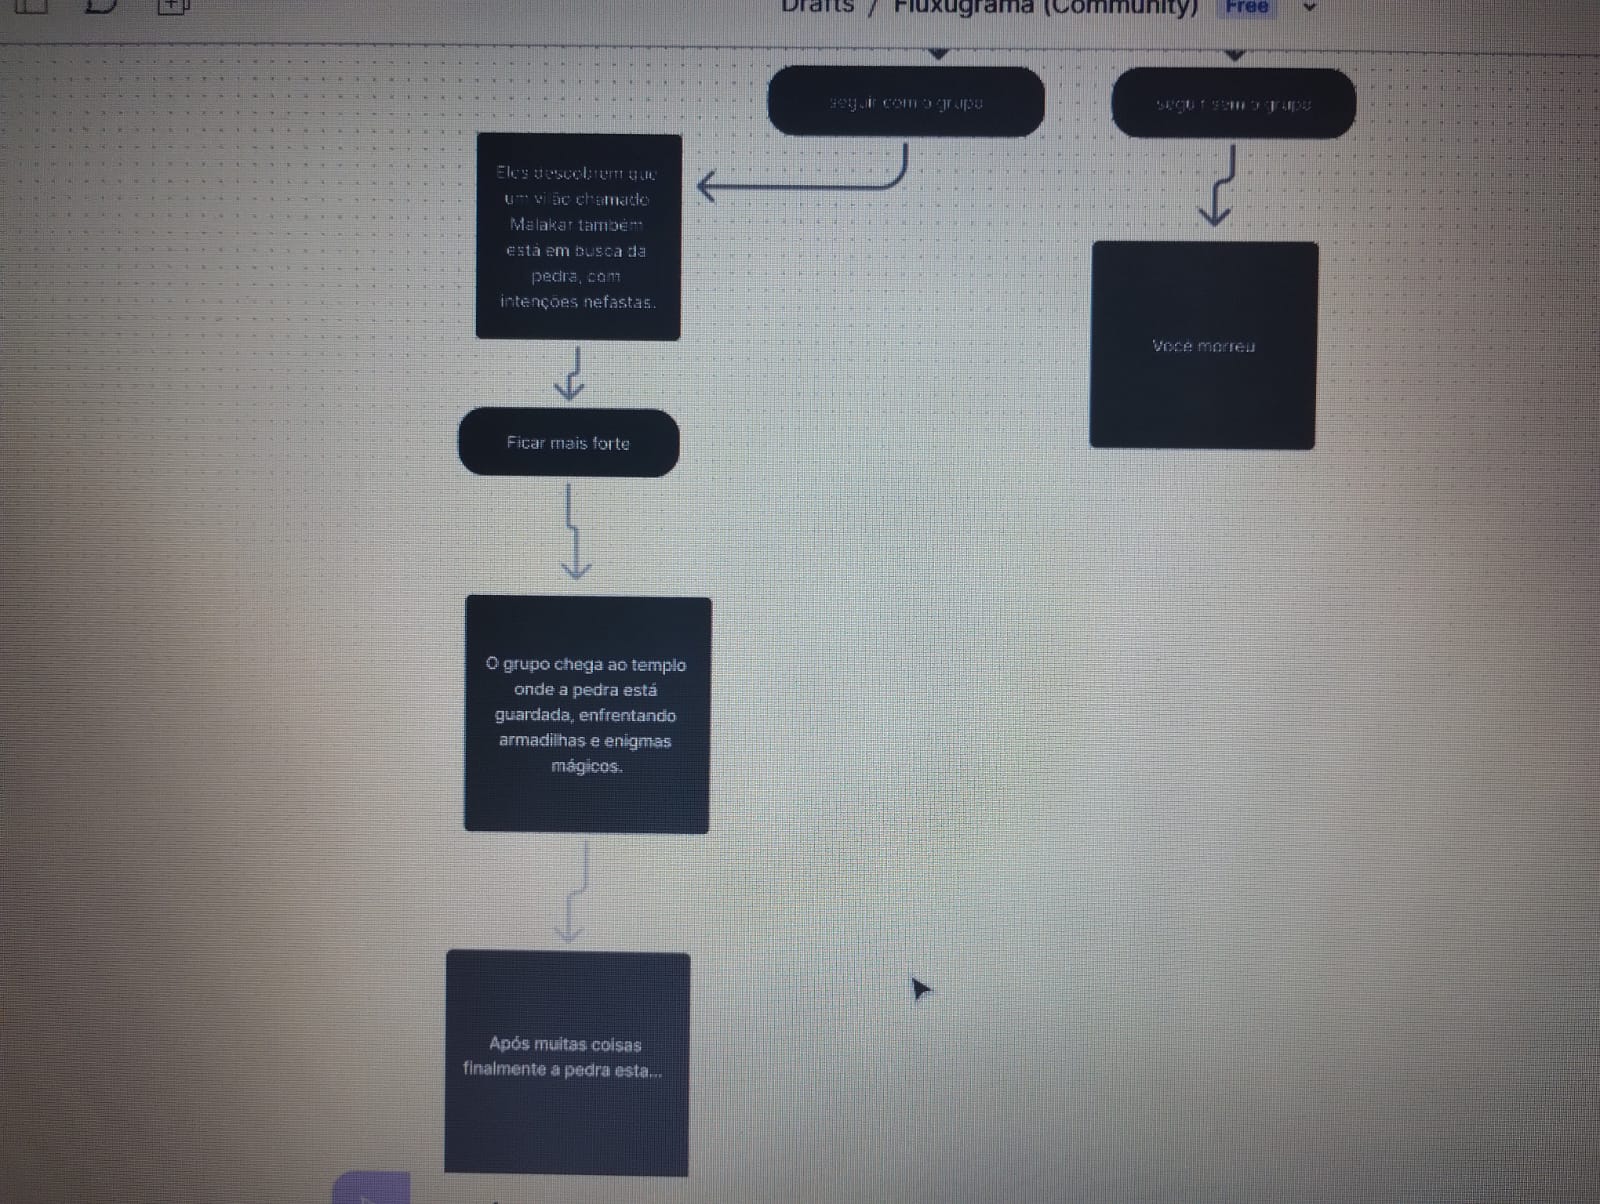 Drafts / Fluxugrama (Community) Free
seguir com o grupo
seguir sem o grupo
Eles descobrem que
um vilão chamado
Malakar também
está em busca da
pedra, com
intenções nefastas.
Você morreu
Ficar mais forte
O grupo chega ao templo
onde a pedra está
guardada, enfrentando
armadilhas e enigmas
mágicos.
Após muitas coisas
finalmente a pedra esta...